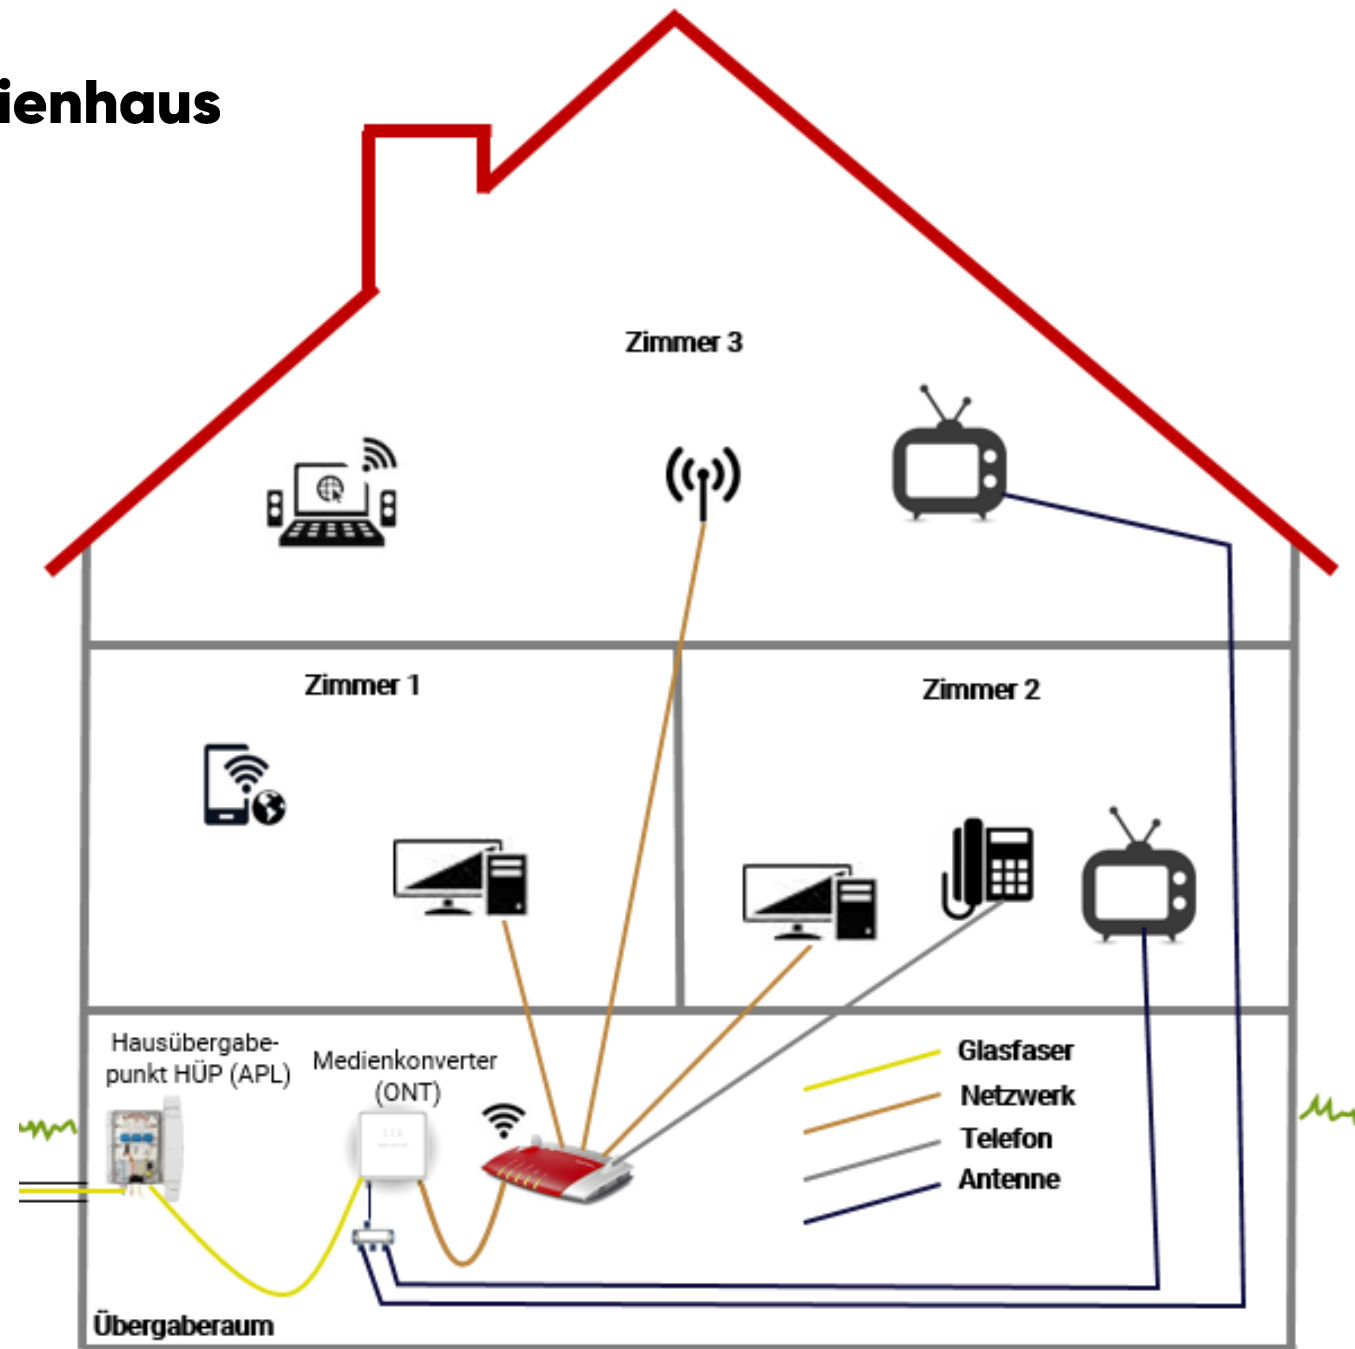 ienhaus
Zimmer 3
Zimmer 1
Zimmer 2
Hausübergabe-
punkt HÜP (APL)
Medienkonverter
(ONT)
Glasfaser
Netzwerk
Telefon
Antenne
Übergaberaum